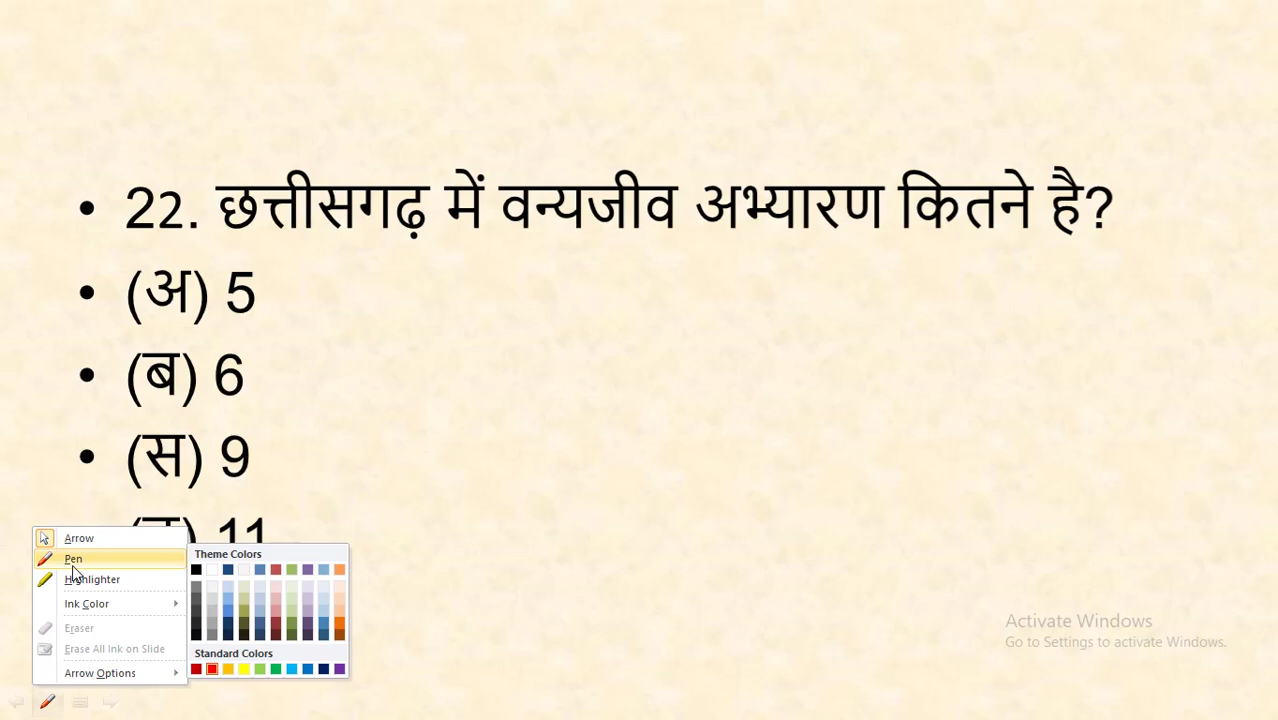 • 22. छत्तीसगढ़ में वन्यजीव अभ्यारण कितने है?
• (अ) 5
• (ब) 6
• (स) 9
11
Arrow
Pen
Highlighter
Ink Color
Eraser
Erase All Ink on Slide
Arrow Options
Theme Colors
Standard Colors
Activate Windows
Go to Settings to activate Windows.